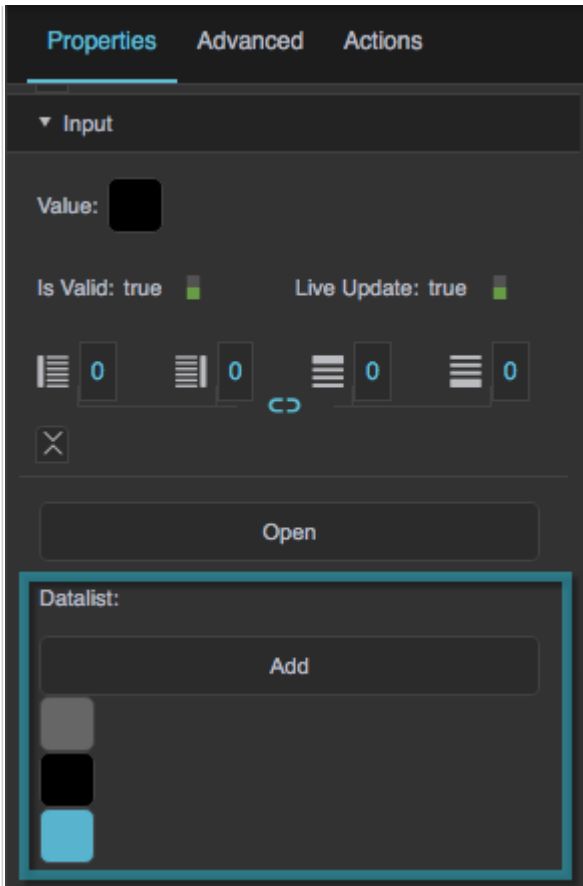 Properties Advanced Actions
Input
Value:
Is Valid: true Live Update: true
0 0 0 0
Open
Datalist:
Add